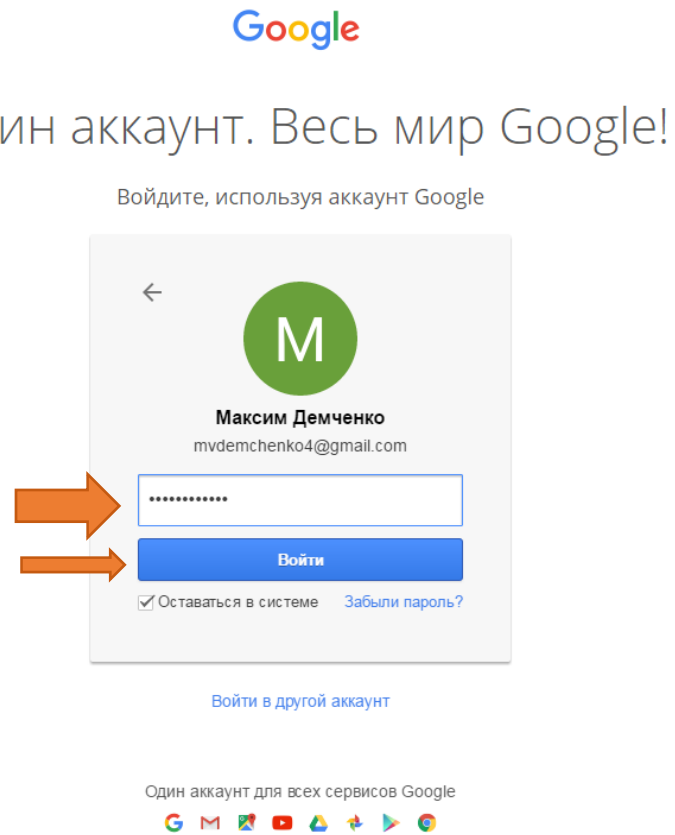 Google
ин аккаунт. Весь мир Google!
Войдите, используя аккаунт Google
M
Максим Демченко
mvdemchenko4@gmail.com
••••••••••••
Войти
Оставаться в системе Забыли пароль?
Войти в другой аккаунт
Один аккаунт для всех сервисов Google